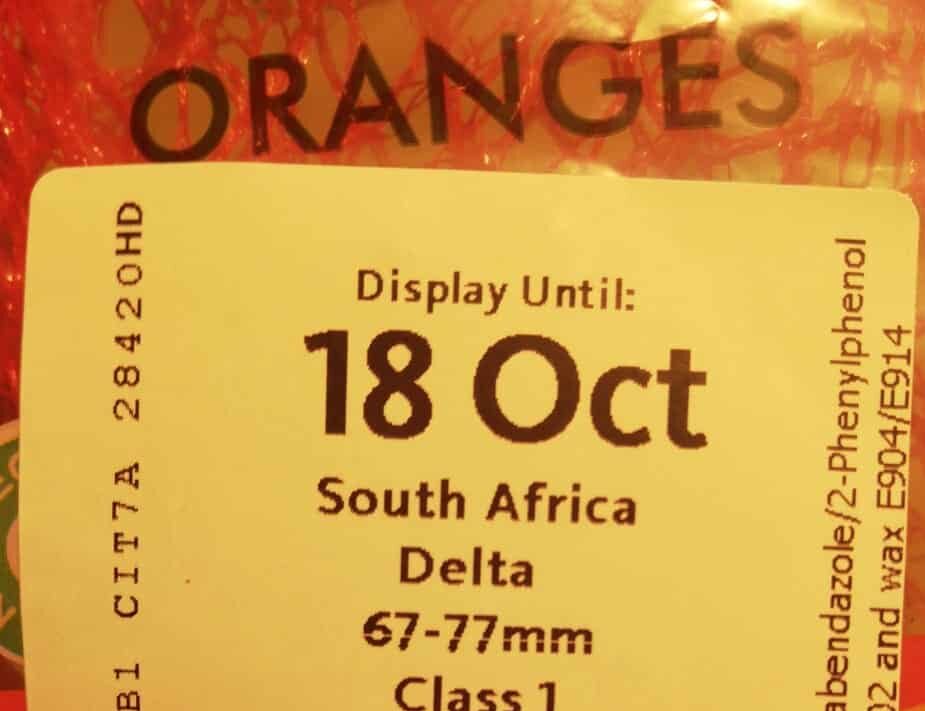 ORANGES
Display Until:
18 Oct
South Africa
Delta
67-77mm
Class 1
B1 CIT7A 28420HD
abendazole/2-Phenylphenol
02 and wax E904/E914